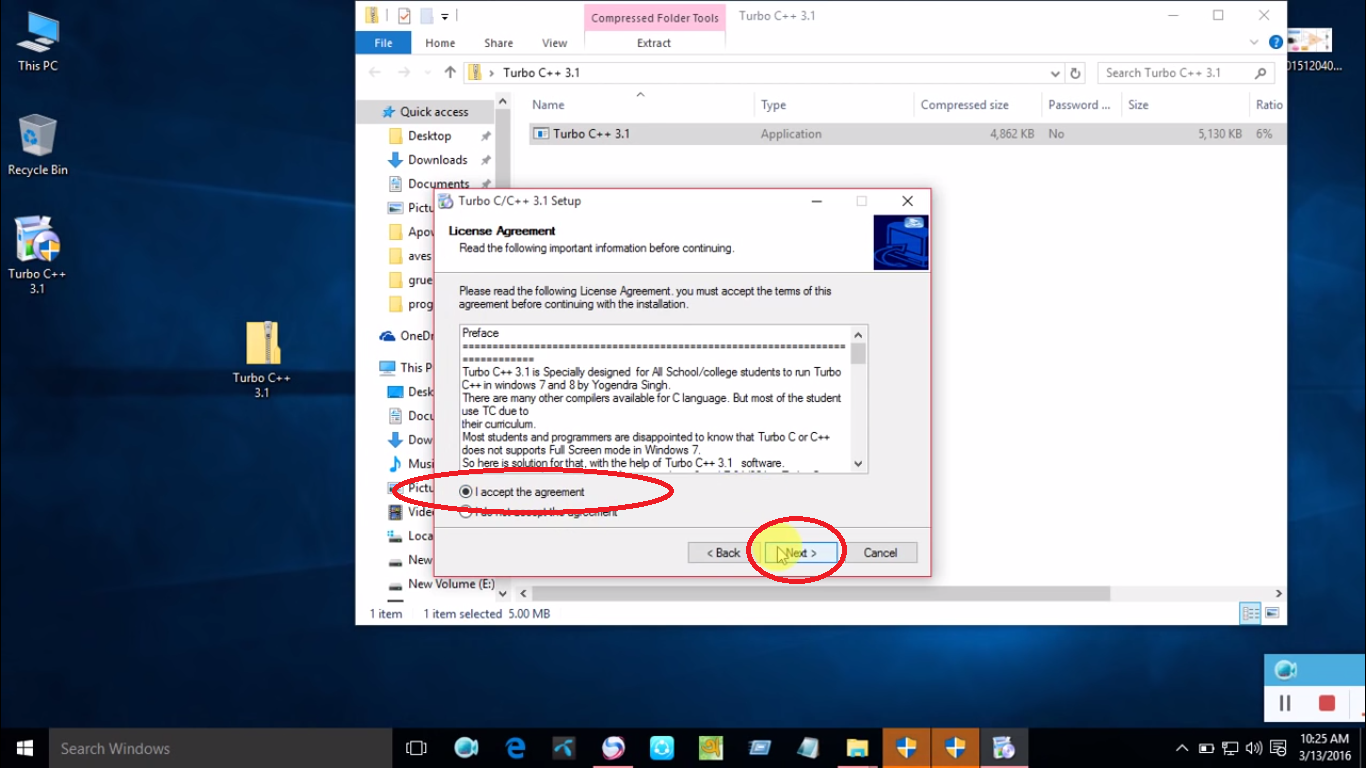 This PC
Recycle Bin
Turbo C++
3.1
Turbo C++
3.1
01512040...
Compressed Folder Tools
Turbo C++ 3.1
File
Home
Share
View
Extract
Turbo C++ 3.1
Search Turbo C++ 3.1
Name
Type
Compressed size
Password ...
Size
Ratio
Turbo C++ 3.1
Application
4,862 KB
No
5,130 KB
6%
Quick access
Desktop
Downloads
Documents
Pictu
Apov
aves
grue
prog
OneDr
This P
Desk
Docu
Dow
Musi
Pictu
Video
Loca
New
New Volume (E:)
Turbo C/C++ 3.1 Setup
License Agreement
Read the following important information before continuing.
Please read the following License Agreement. you must accept the terms of this
agreement before continuing with the installation.
Preface
==================================================================
============
Turbo C++ 3.1 is Specially designed for All School/college students to run Turbo
C++ in windows 7 and 8 by Yogendra Singh.
There are many other compilers available for C language. But most of the student
use TC due to
their curriculum.
Most students and programmers are disappointed to know that Turbo C or C++
does not supports Full Screen mode in Windows 7.
So here is solution for that, with the help of Turbo C++ 3.1 software.
I accept the agreement
I do not accept the agreement
< Back
Next >
Cancel
1 item
1 item selected 5.00 MB
Search Windows
10:25 AM
3/13/2016